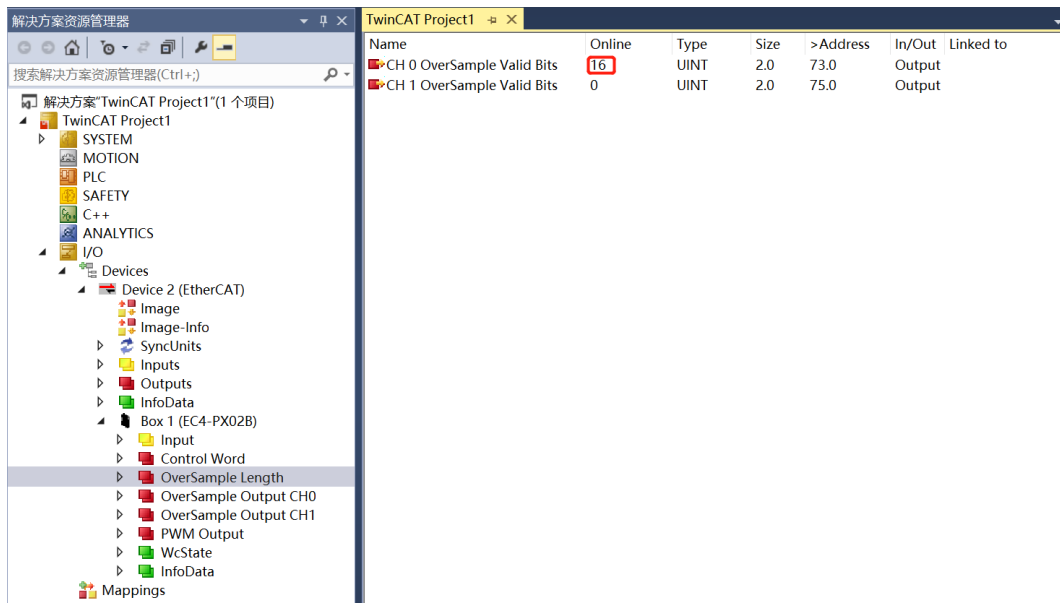 解决方案资源管理器
搜索解决方案资源管理器(Ctrl+;)
解决方案"TwinCAT Project1"(1 个项目)
TwinCAT Project1
SYSTEM
MOTION
PLC
SAFETY
C++
ANALYTICS
I/O
Devices
Device 2 (EtherCAT)
Image
Image-Info
SyncUnits
Inputs
Outputs
InfoData
Box 1 (EC4-PX02B)
Input
Control Word
OverSample Length
OverSample Output CH0
OverSample Output CH1
PWM Output
WcState
InfoData
Mappings
TwinCAT Project1
Name Online Type Size >Address In/Out Linked to
CH 0 OverSample Valid Bits 16 UINT 2.0 73.0 Output
CH 1 OverSample Valid Bits 0 UINT 2.0 75.0 Output